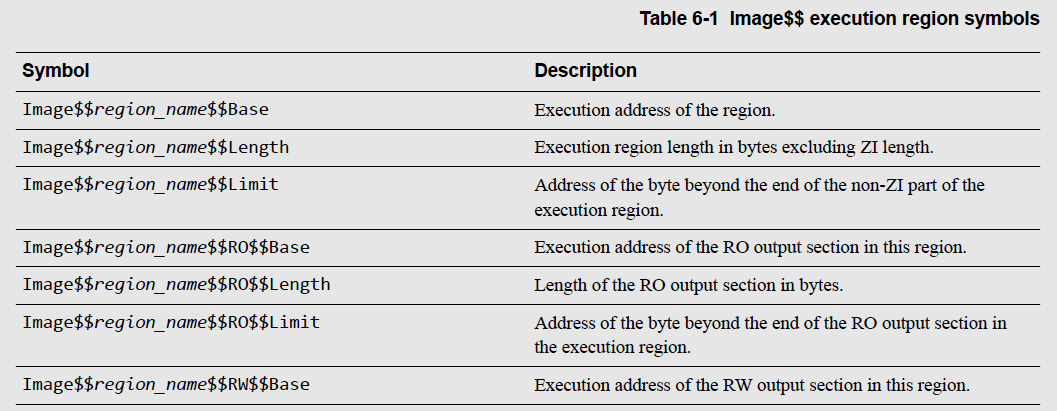 Table 6-1 Image$$ execution region symbols
Symbol Description
Image$$region_name$$Base Execution address of the region.
Image$$region_name$$Length Execution region length in bytes excluding ZI length.
Image$$region_name$$Limit Address of the byte beyond the end of the non-ZI part of the
execution region.
Image$$region_name$$RO$$Base Execution address of the RO output section in this region.
Image$$region_name$$RO$$Length Length of the RO output section in bytes.
Image$$region_name$$RO$$Limit Address of the byte beyond the end of the RO output section in
the execution region.
Image$$region_name$$RW$$Base Execution address of the RW output section in this region.